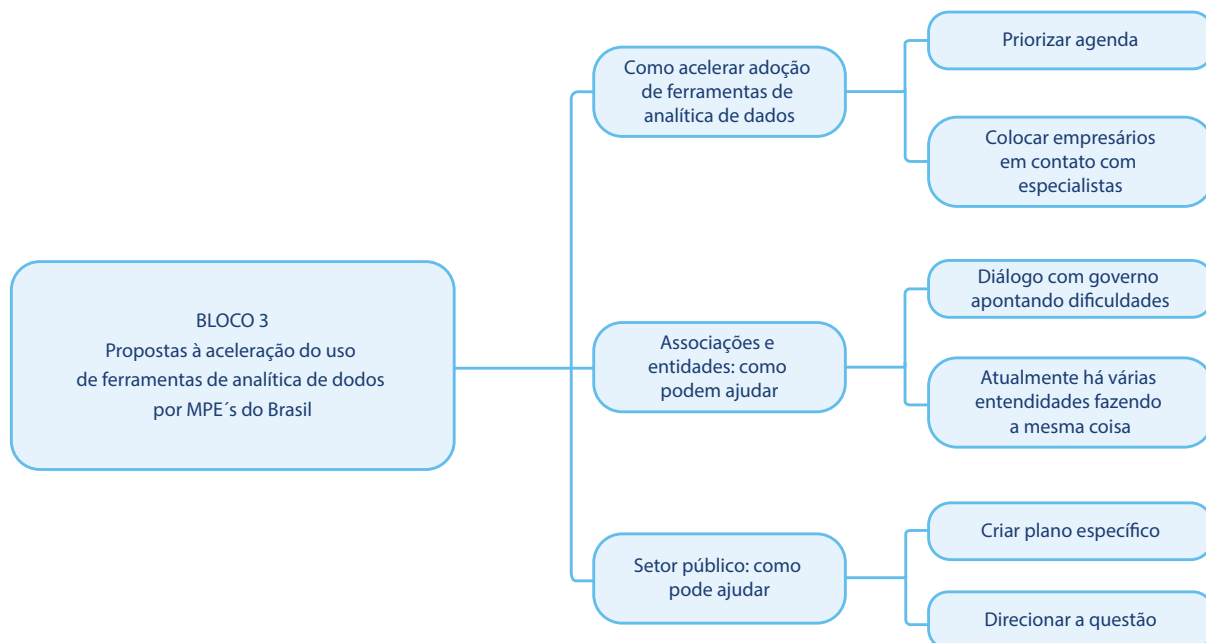 BLOCO 3
Propostas à aceleração do uso
de ferramentas de analítica de dodos
por MPE´s do Brasil
Como acelerar adoção
de ferramentas de
analítica de dados
Priorizar agenda
Colocar empresários
em contato com
especialistas
Associações e
entidades: como
podem ajudar
Diálogo com governo
apontando dificuldades
Atualmente há várias
entendidades fazendo
a mesma coisa
Setor público: como
pode ajudar
Criar plano específico
Direcionar a questão